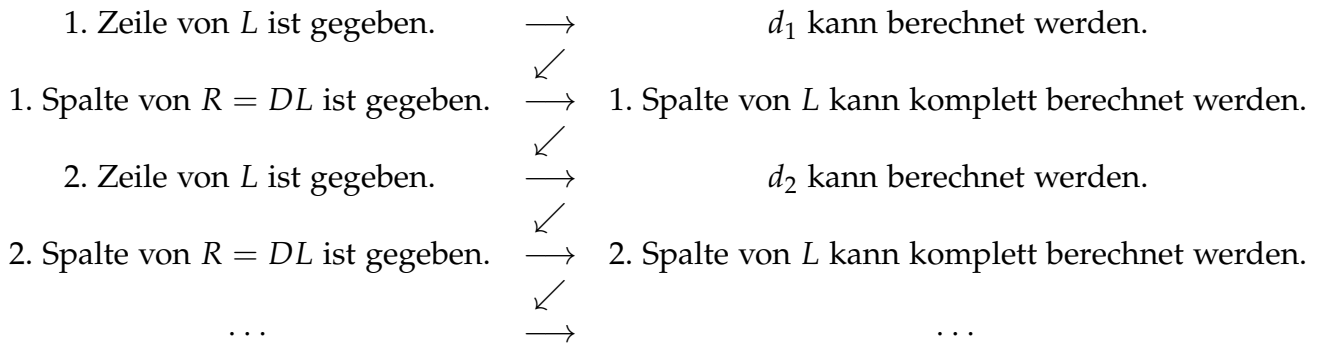 1. Zeile von L ist gegeben. ⟶ d₁ kann berechnet werden.
↙
1. Spalte von R = DL ist gegeben. ⟶ 1. Spalte von L kann komplett berechnet werden.
↙
2. Zeile von L ist gegeben. ⟶ d₂ kann berechnet werden.
↙
2. Spalte von R = DL ist gegeben. ⟶ 2. Spalte von L kann komplett berechnet werden.
↙
... ⟶ ...